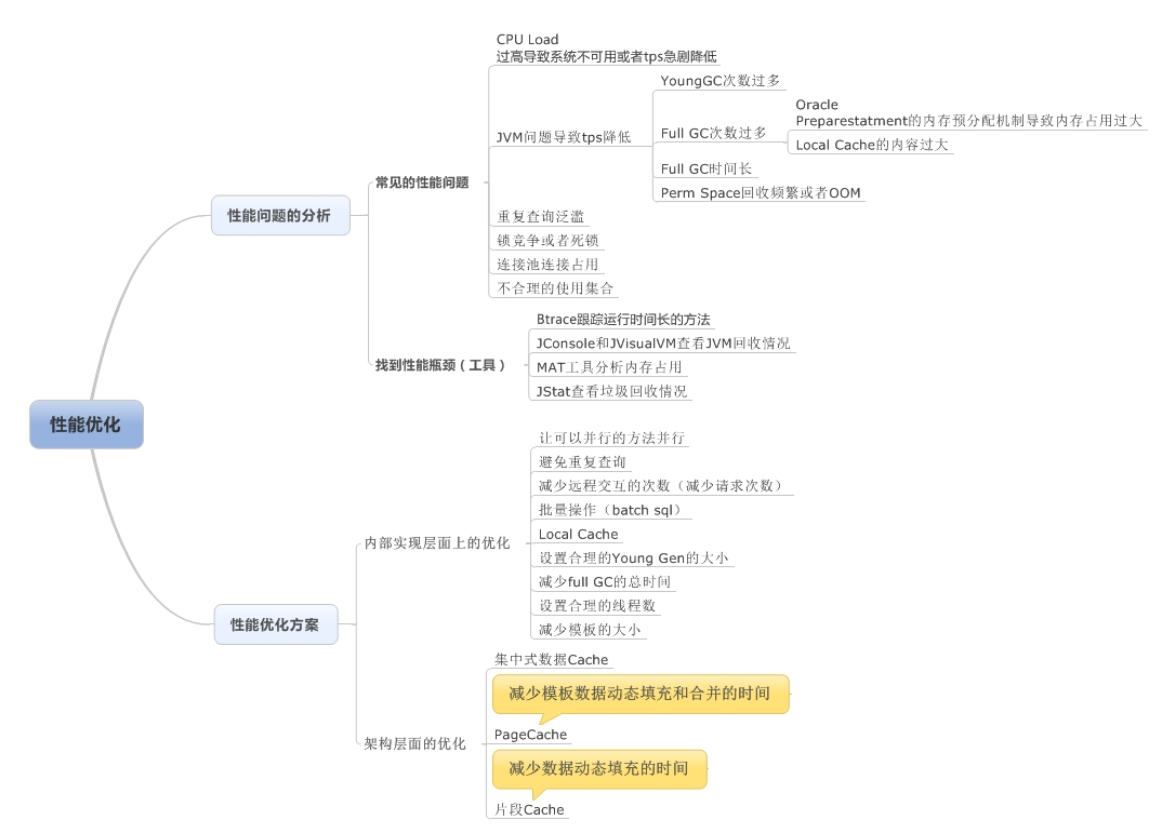 性能优化
性能问题的分析
常见的性能问题
CPU Load
过高导致系统不可用或者tps急剧降低
JVM问题导致tps降低
YoungGC次数过多
Full GC次数过多
Oracle
Preparestatment的内存预分配机制导致内存占用过大
Local Cache的内容过大
Full GC时间长
Perm Space回收频繁或者OOM
重复查询泛滥
锁竞争或者死锁
连接池连接占用
不合理的使用集合
找到性能瓶颈（工具）
Btrace跟踪运行时间长的方法
JConsole和JVisualVM查看JVM回收情况
MAT工具分析内存占用
JStat查看垃圾回收情况
性能优化方案
内部实现层面上的优化
让可以并行的方法并行
避免重复查询
减少远程交互的次数（减少请求次数）
批量操作（batch sql）
Local Cache
设置合理的Young Gen的大小
减少full GC的总时间
设置合理的线程数
减少模板的大小
架构层面的优化
集中式数据Cache
减少模板数据动态填充和合并的时间
PageCache
减少数据动态填充的时间
片段Cache